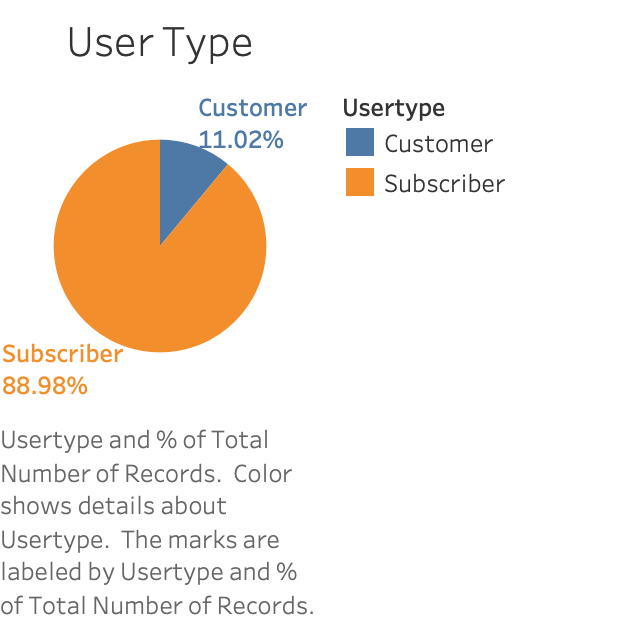 User Type
Customer
11.02%
Usertype
Customer
Subscriber
Subscriber
88.98%
Usertype and % of Total
Number of Records.  Color
shows details about
Usertype.  The marks are
labeled by Usertype and %
of Total Number of Records.